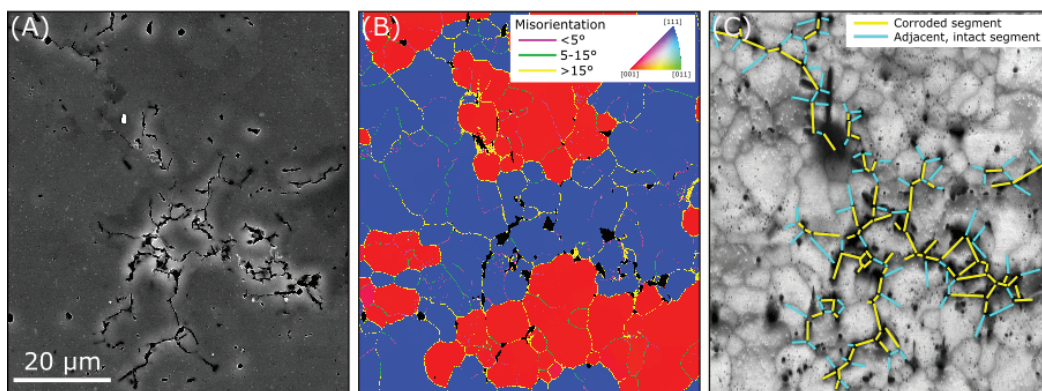 (A)
20 µm
(B)
Misorientation
<5°
5-15°
>15°
[111]
[001]
[011]
(C)
Corroded segment
Adjacent, intact segment